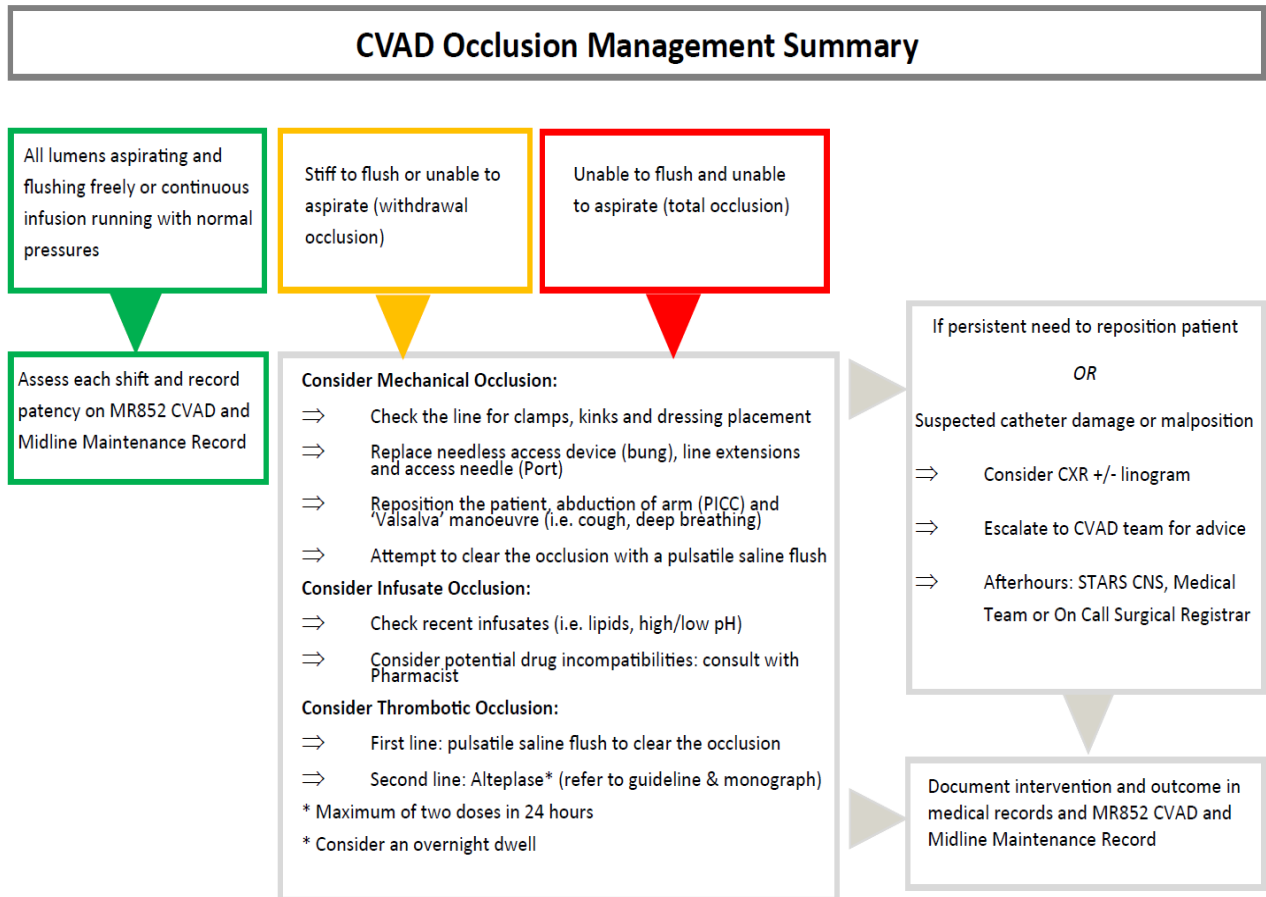 CVAD Occlusion Management Summary
All lumens aspirating and
flushing freely or continuous
infusion running with normal
pressures
Stiff to flush or unable to
aspirate (withdrawal
occlusion)
Unable to flush and unable
to aspirate (total occlusion)
Assess each shift and record
patency on MR852 CVAD and
Midline Maintenance Record
Consider Mechanical Occlusion:
⇒ Check the line for clamps, kinks and dressing placement
⇒ Replace needless access device (bung), line extensions
and access needle (Port)
⇒ Reposition the patient, abduction of arm (PICC) and
‘Valsalva’ manoeuvre (i.e. cough, deep breathing)
⇒ Attempt to clear the occlusion with a pulsatile saline flush
Consider Infusate Occlusion:
⇒ Check recent infusates (i.e. lipids, high/low pH)
⇒ Consider potential drug incompatibilities: consult with
Pharmacist
Consider Thrombotic Occlusion:
⇒ First line: pulsatile saline flush to clear the occlusion
⇒ Second line: Alteplase* (refer to guideline & monograph)
* Maximum of two doses in 24 hours
* Consider an overnight dwell
If persistent need to reposition patient
OR
Suspected catheter damage or malposition
⇒ Consider CXR +/- linogram
⇒ Escalate to CVAD team for advice
⇒ Afterhours: STARS CNS, Medical
Team or On Call Surgical Registrar
Document intervention and outcome in
medical records and MR852 CVAD and
Midline Maintenance Record